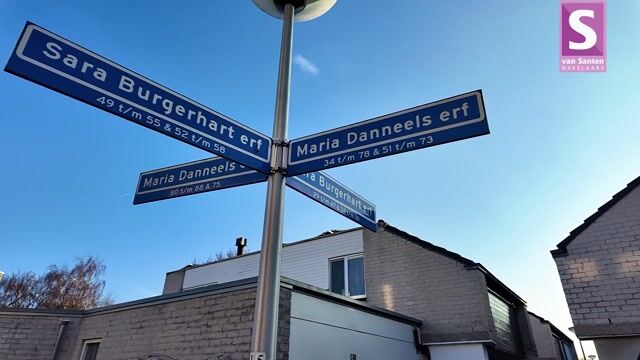 S
van Santen
MAKELAARS
Sara Burgerhart erf
49 t/m 55 & 52 t/m 58
Maria Danneels erf
34 t/m 78 & 51 t/m 73
Maria Danneels
80 t/m 88 & 75
Sara Burgerhart erf